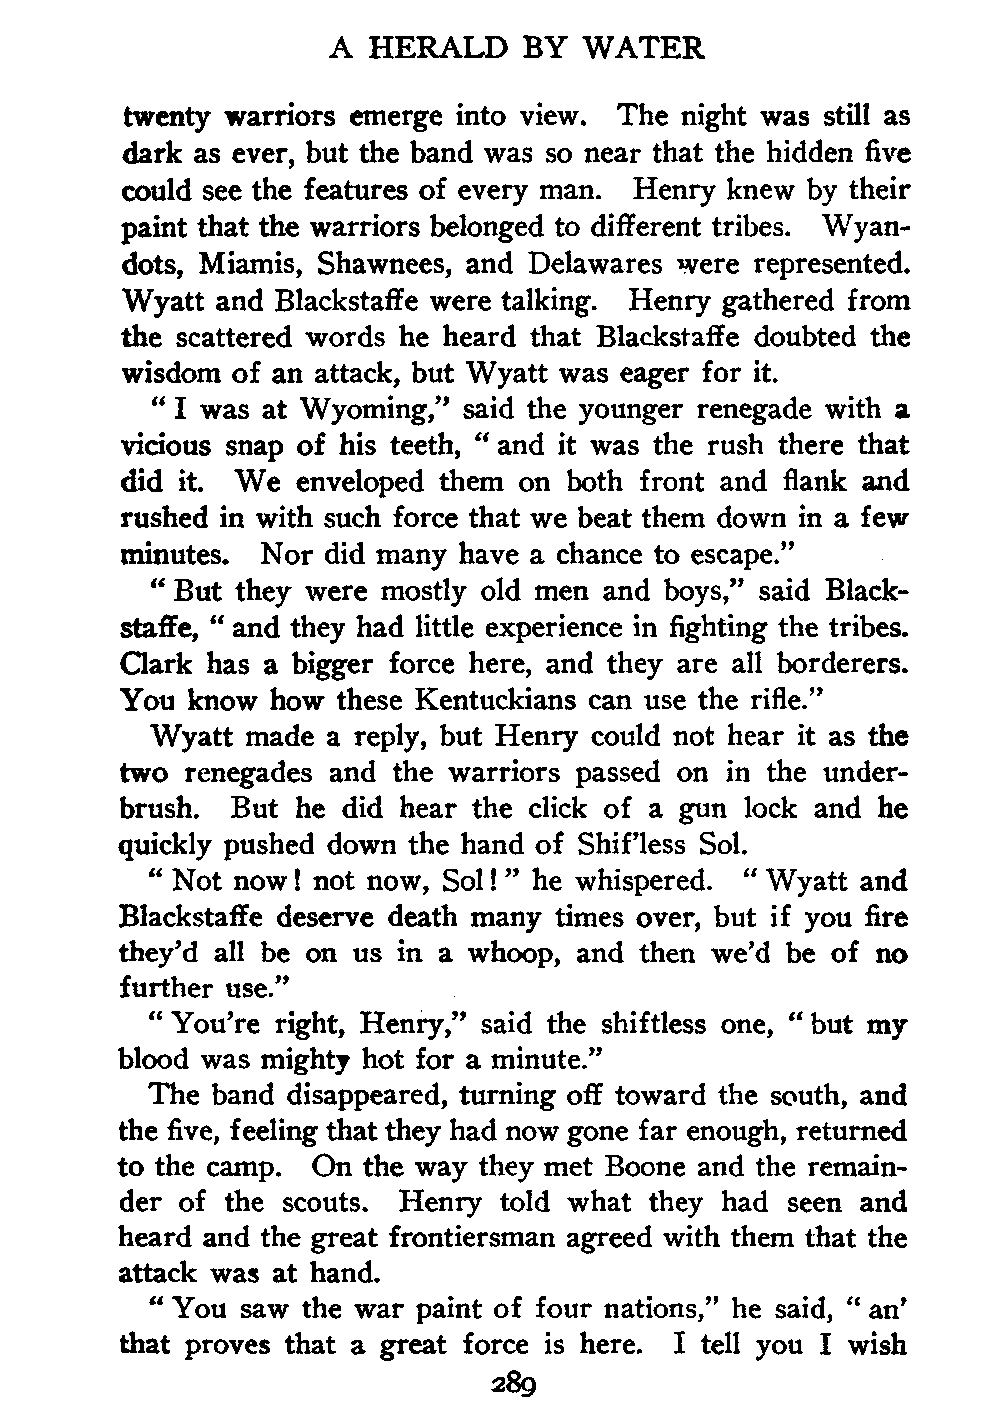 A HERALD BY WATER
twenty warriors emerge into view. The night was still as
dark as ever, but the band was so near that the hidden five
could see the features of every man. Henry knew by their
paint that the warriors belonged to different tribes. Wyan-
dots, Miamis, Shawnees, and Delawares were represented.
Wyatt and Blackstaffe were talking. Henry gathered from
the scattered words he heard that Blackstaffe doubted the
wisdom of an attack, but Wyatt was eager for it.
“ I was at Wyoming,” said the younger renegade with a
vicious snap of his teeth, “ and it was the rush there that
did it. We enveloped them on both front and flank and
rushed in with such force that we beat them down in a few
minutes. Nor did many have a chance to escape.”
“ But they were mostly old men and boys,” said Black-
staffe, “ and they had little experience in fighting the tribes.
Clark has a bigger force here, and they are all borderers.
You know how these Kentuckians can use the rifle.”
Wyatt made a reply, but Henry could not hear it as the
two renegades and the warriors passed on in the under-
brush. But he did hear the click of a gun lock and he
quickly pushed down the hand of Shif’less Sol.
“ Not now! not now, Sol! ” he whispered. “ Wyatt and
Blackstaffe deserve death many times over, but if you fire
they’d all be on us in a whoop, and then we’d be of no
further use.”
“ You’re right, Henry,” said the shiftless one, “ but my
blood was mighty hot for a minute.”
The band disappeared, turning off toward the south, and
the five, feeling that they had now gone far enough, returned
to the camp. On the way they met Boone and the remain-
der of the scouts. Henry told what they had seen and
heard and the great frontiersman agreed with them that the
attack was at hand.
“ You saw the war paint of four nations,” he said, “ an’
that proves that a great force is here. I tell you I wish
289